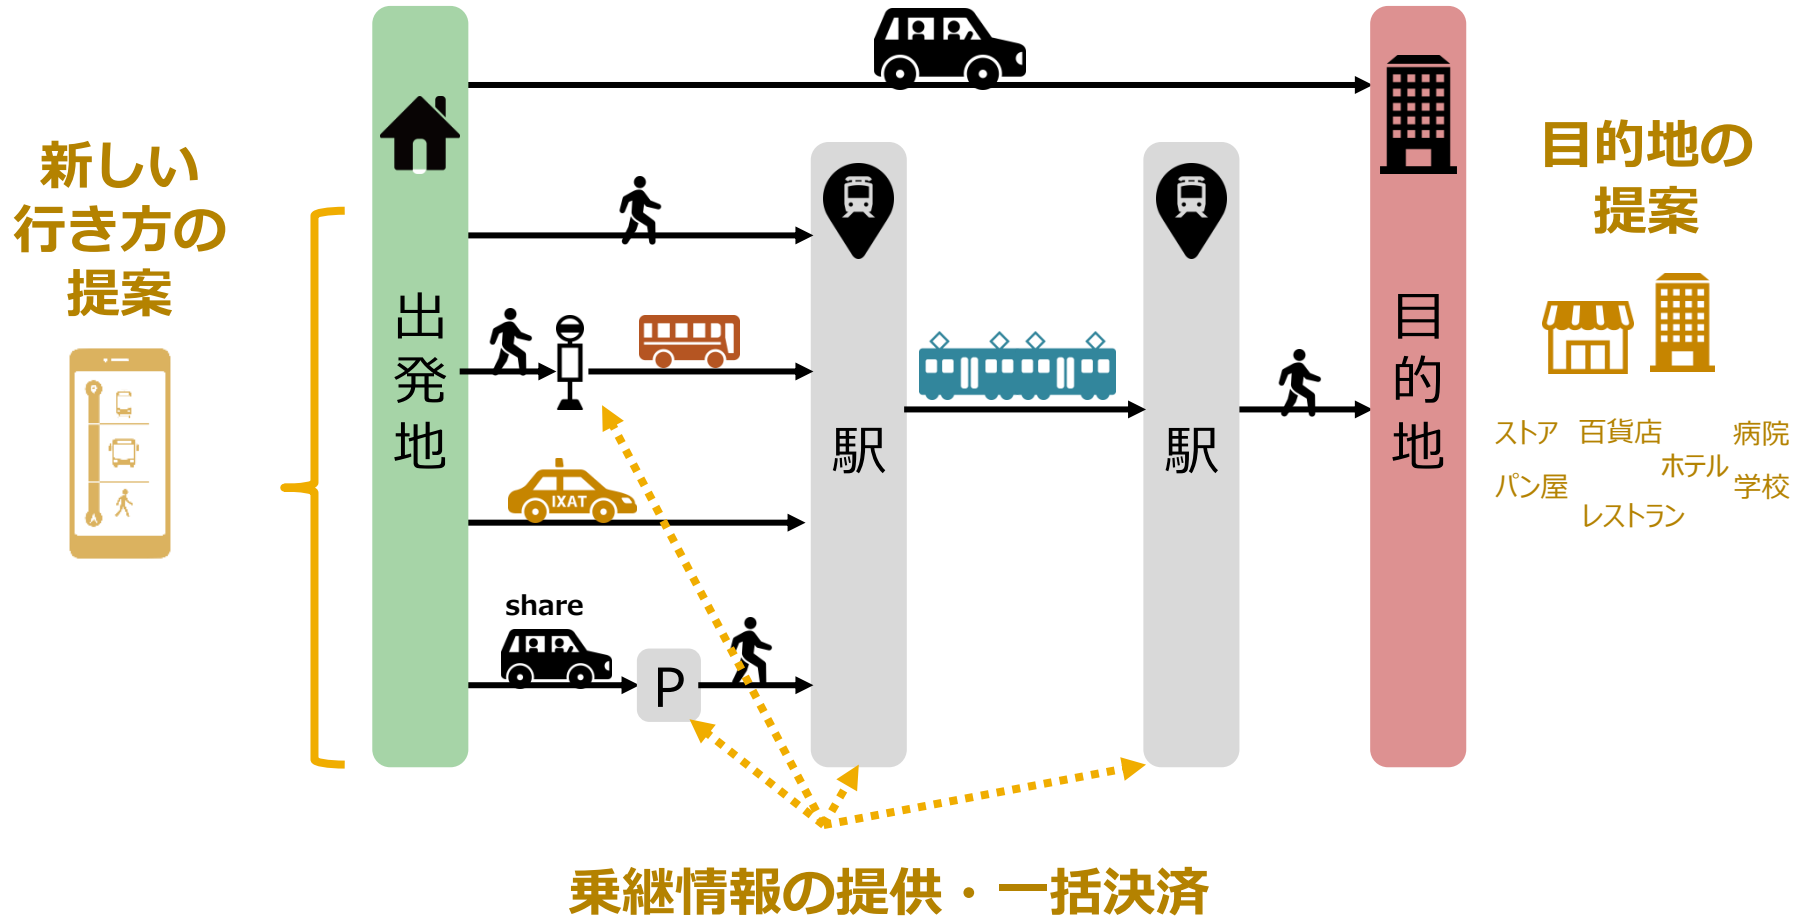 新しい
行き方の
提案
出発地
share
P
IXAT
駅
駅
目的地
目的地の
提案
ストア
百貨店
病院
ホテル
パン屋
学校
レストラン
乗継情報の提供・一括決済